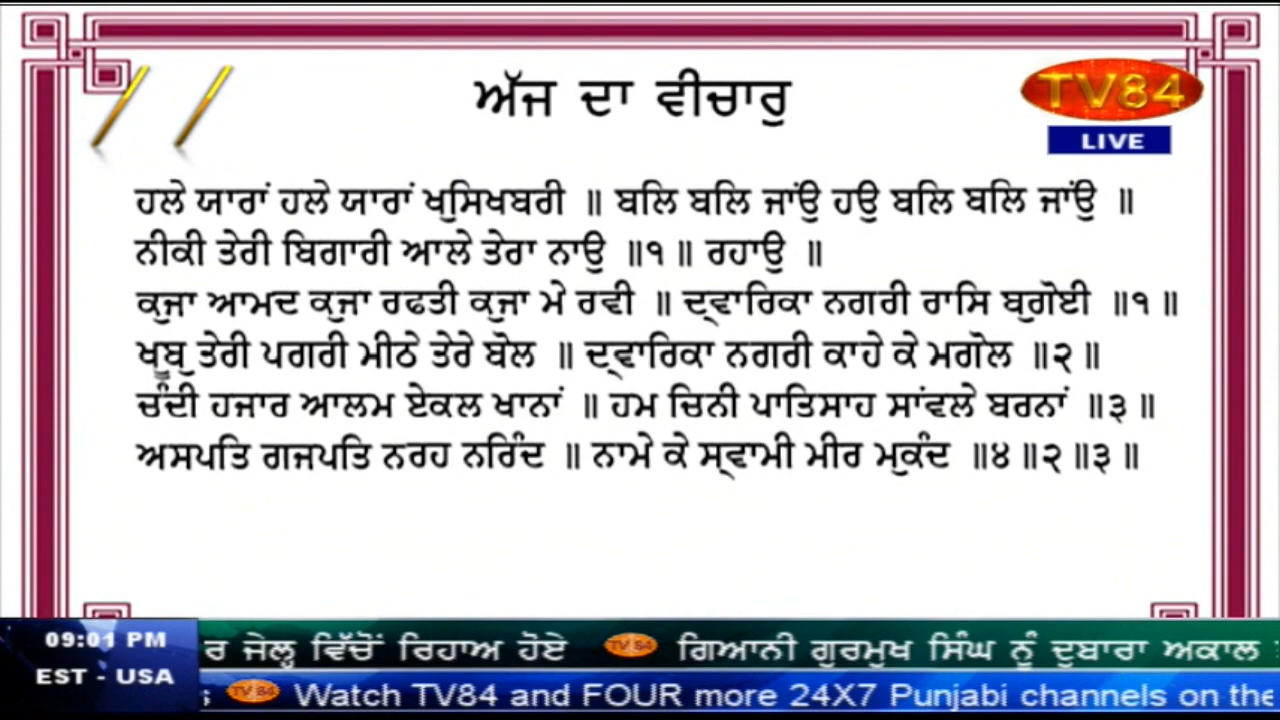 ਅੱਜ ਦਾ ਵੀਚਾਰੁ
TV84
LIVE
ਹਲੇ ਯਾਰਾਂ ਹਲੇ ਯਾਰਾਂ ਖੁਸਿਖਬਰੀ ॥ ਬਲਿ ਬਲਿ ਜਾਂਉ ਹਉ ਬਲਿ ਬਲਿ ਜਾਂਉ ॥
ਨੀਕੀ ਤੇਰੀ ਬਿਗਾਰੀ ਆਲੇ ਤੇਰਾ ਨਾਉ ॥੧॥ ਰਹਾਉ ॥
ਕੁਜਾ ਆਮਦ ਕੁਜਾ ਰਫਤੀ ਕੁਜਾ ਮੇ ਰਵੀ ॥ ਦ੍ਵਾਰਿਕਾ ਨਗਰੀ ਰਾਸਿ ਬੁਗੋਈ ॥੧॥
ਖੂਬੁ ਤੇਰੀ ਪਗਰੀ ਮੀਠੇ ਤੇਰੇ ਬੋਲ ॥ ਦ੍ਵਾਰਿਕਾ ਨਗਰੀ ਕਾਹੇ ਕੇ ਮਗੋਲ ॥੨॥
ਚੰਦੀ ਹਜਾਰ ਆਲਮ ਏਕਲ ਖਾਨਾਂ ॥ ਹਮ ਚਿਨੀ ਪਾਤਿਸਾਹ ਸਾਂਵਲੇ ਬਰਨਾਂ ॥੩॥
ਅਸਪਤਿ ਗਜਪਤਿ ਨਰਹ ਨਰਿੰਦ ॥ ਨਾਮੇ ਕੇ ਸ੍ਵਾਮੀ ਮੀਰ ਮੁਕੰਦ ॥੪॥੨॥੩॥
09:01 PM
EST - USA
ਰ ਜੇਲ੍ਹ ਵਿੱਚੋਂ ਰਿਹਾਅ ਹੋਏ TV84 ਗਿਆਨੀ ਗੁਰਮੁਖ ਸਿੰਘ ਨੂੰ ਦੁਬਾਰਾ ਅਕਾਲ
TV84 Watch TV84 and FOUR more 24X7 Punjabi channels on the